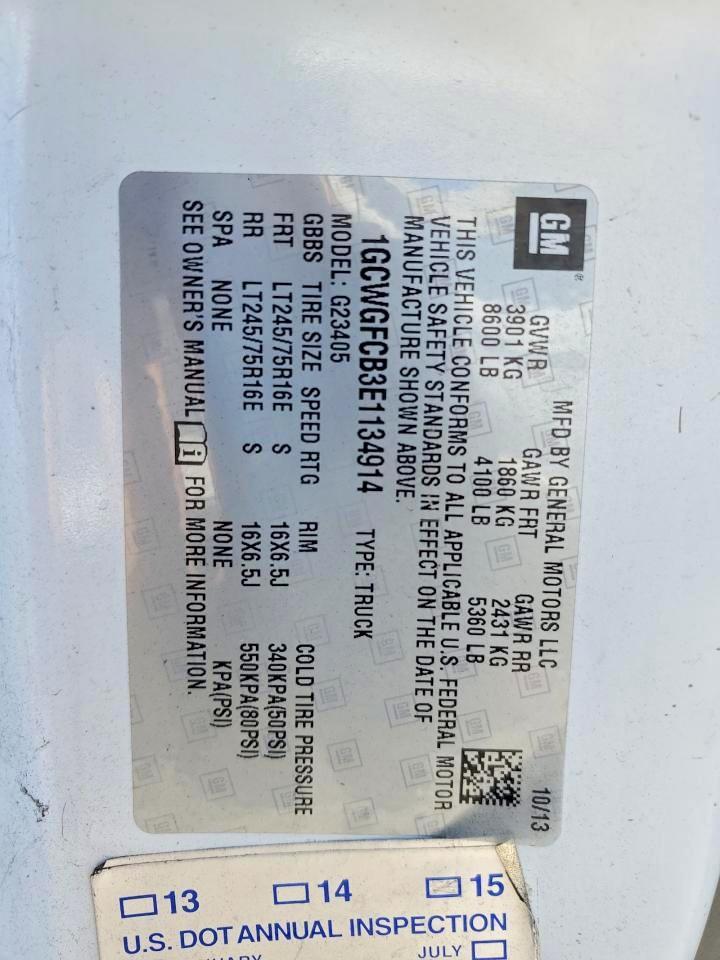 GM®
MFD BY GENERAL MOTORS LLC 10/13
GVWR GAWR FRT GAWR RR
3901 KG 1860 KG 2431 KG
8600 LB 4100 LB 5360 LB
THIS VEHICLE CONFORMS TO ALL APPLICABLE U.S. FEDERAL MOTOR
VEHICLE SAFETY STANDARDS IN EFFECT ON THE DATE OF
MANUFACTURE SHOWN ABOVE.
1GCWGFCB3E1134914 TYPE: TRUCK
MODEL: G23405
GBBS TIRE SIZE SPEED RTG RIM COLD TIRE PRESSURE
FRT LT245/75R16E S 16X6.5J 340KPA(50PSI)
RR LT245/75R16E S 16X6.5J 550KPA(80PSI)
SPA NONE NONE KPA(PSI)
SEE OWNER'S MANUAL FOR MORE INFORMATION.
13 14 15
U.S. DOT ANNUAL INSPECTION
JULY